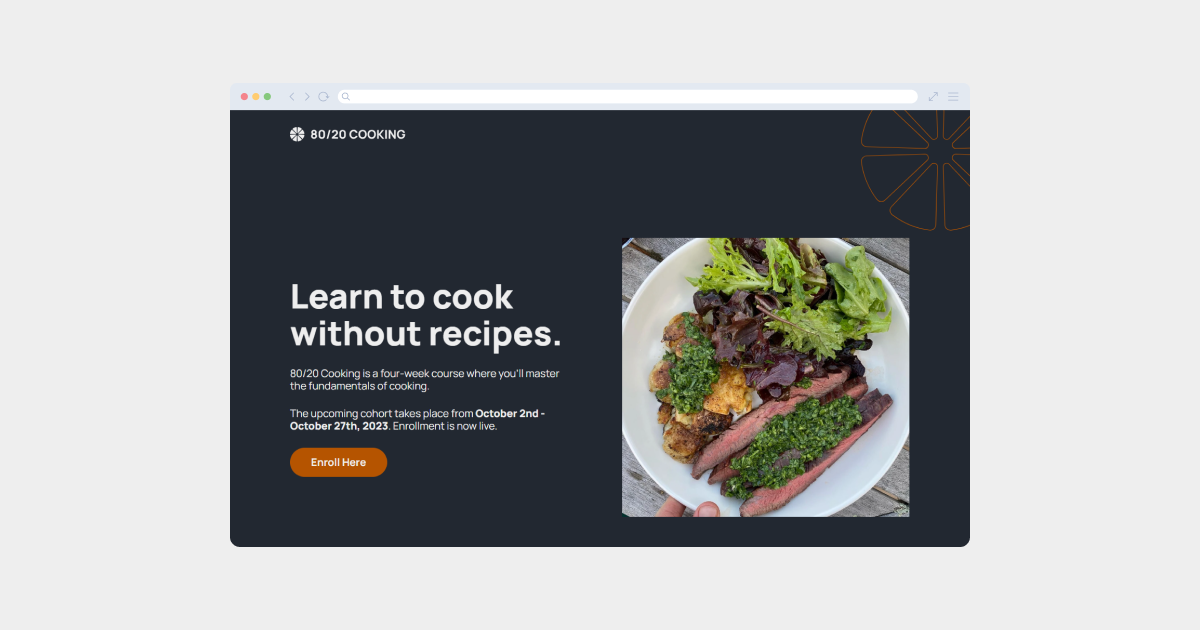 80/20 COOKING
Learn to cook
without recipes.
80/20 Cooking is a four-week course where you'll master
the fundamentals of cooking.
The upcoming cohort takes place from October 2nd -
October 27th, 2023. Enrollment is now live.
Enroll Here